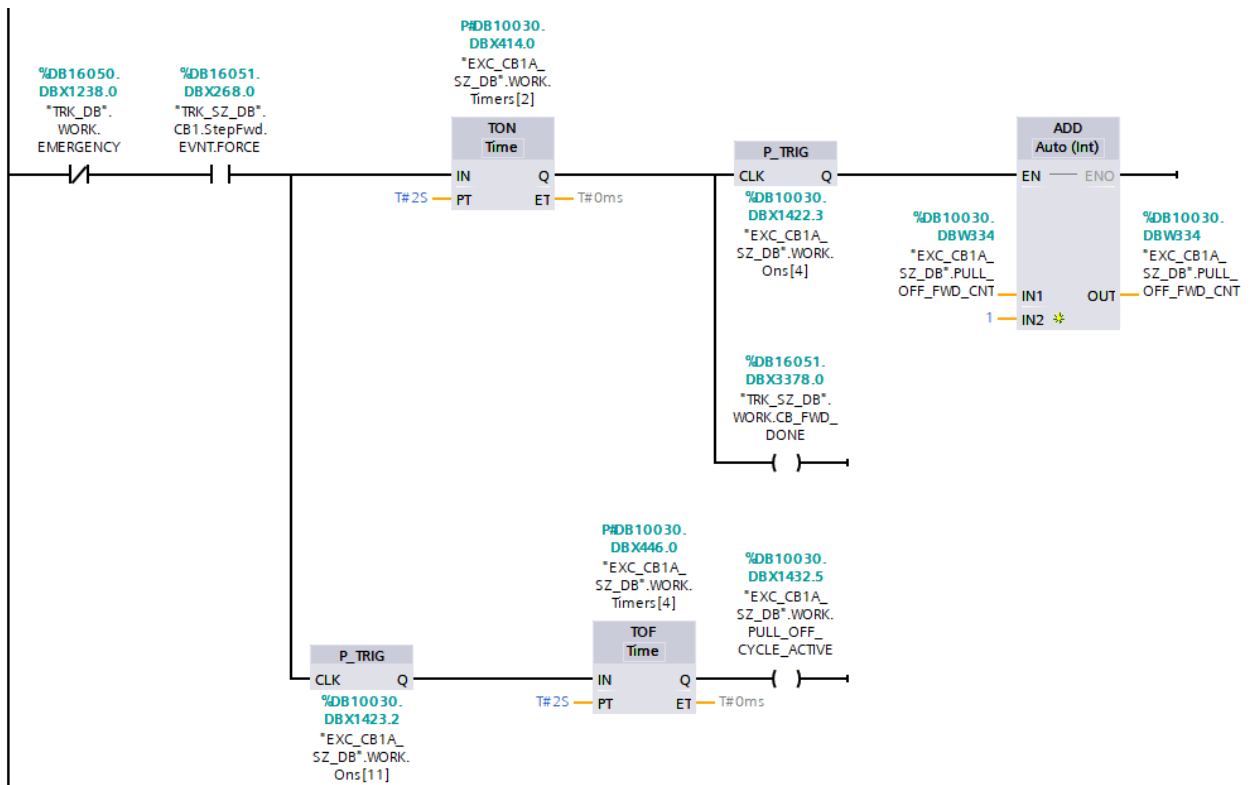 P#DB10030.
DBX414.0
"EXC_CB1A_
SZ_DB".WORK.
Timers[2]
%DB16050.
DBX1238.0
"TRK_DB".
WORK.
EMERGENCY
%DB16051.
DBX268.0
"TRK_SZ_DB".
CB1.StepFwd.
EVNT.FORCE
TON
Time
IN Q
T#2S PT ET T#0ms
P_TRIG
CLK Q
%DB10030.
DBX1422.3
"EXC_CB1A_
SZ_DB".WORK.
Ons[4]
ADD
Auto (Int)
EN ENO
%DB10030.
DBW334
"EXC_CB1A_
SZ_DB".PULL_
OFF_FWD_CNT IN1
1 IN2
OUT
%DB10030.
DBW334
"EXC_CB1A_
SZ_DB".PULL_
OFF_FWD_CNT
%DB16051.
DBX3378.0
"TRK_SZ_DB".
WORK.CB_FWD_
DONE
P#DB10030.
DBX446.0
"EXC_CB1A_
SZ_DB".WORK.
Timers[4]
%DB10030.
DBX1432.5
"EXC_CB1A_
SZ_DB".WORK.
PULL_OFF_
CYCLE_ACTIVE
P_TRIG
CLK Q
%DB10030.
DBX1423.2
"EXC_CB1A_
SZ_DB".WORK.
Ons[11]
TOF
Time
IN Q
T#2S PT ET T#0ms